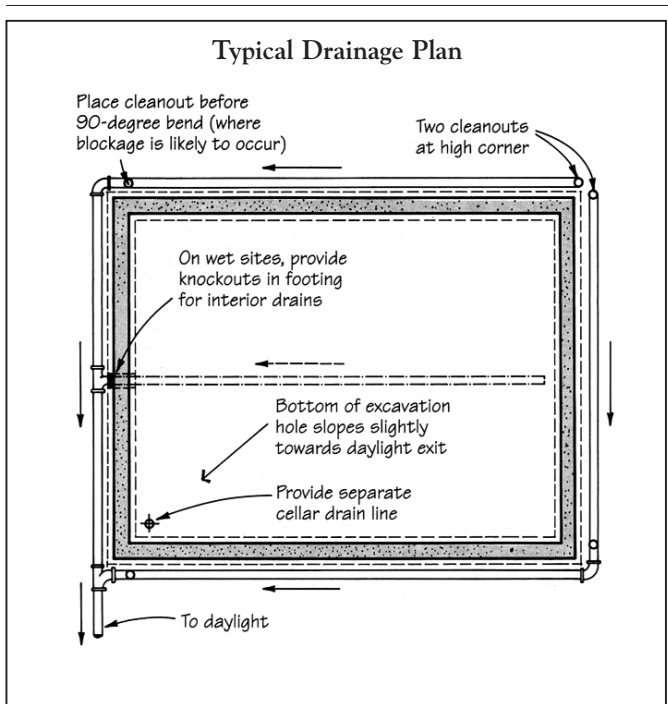 Typical Drainage Plan
Place cleanout before
90-degree bend (where
blockage is likely to occur)
Two cleanouts
at high corner
On wet sites, provide
knockouts in footing
for interior drains
Bottom of excavation
hole slopes slightly
towards daylight exit
Provide separate
cellar drain line
To daylight